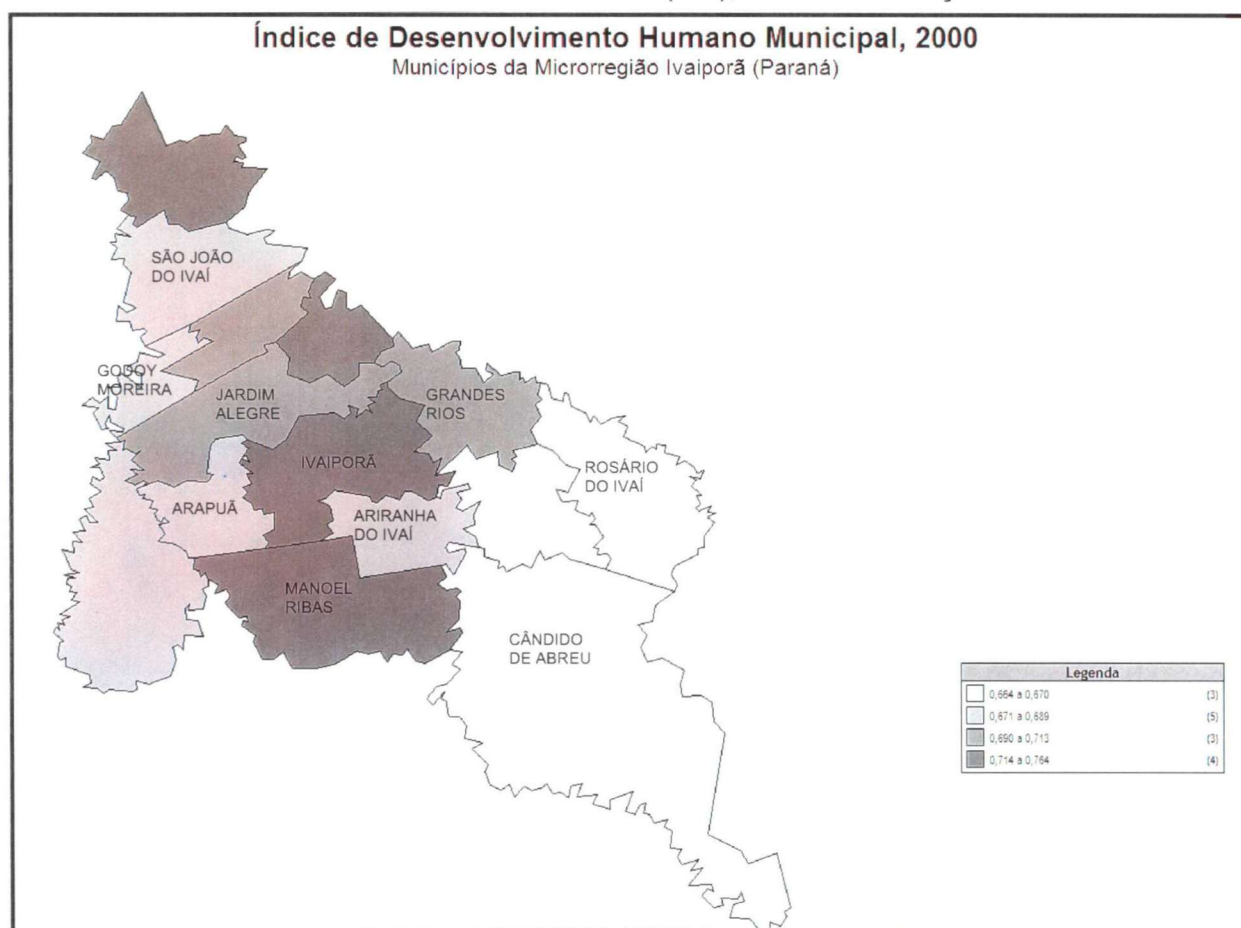 Índice de Desenvolvimento Humano Municipal, 2000
Municípios da Microrregião Ivaiporã (Paraná)
SÃO JOÃO
DO IVAÍ
GODOY
MOREIRA
JARDIM
ALEGRE
GRANDES
RIOS
IVAIPORÃ
ROSÁRIO
DO IVAÍ
ARAPUÃ
ARIRANHA
DO IVAÍ
MANOEL
RIBAS
CÂNDIDO
DE ABREU
Legenda
0,664 a 0,670 (3)
0,671 a 0,689 (5)
0,690 a 0,713 (3)
0,714 a 0,764 (4)